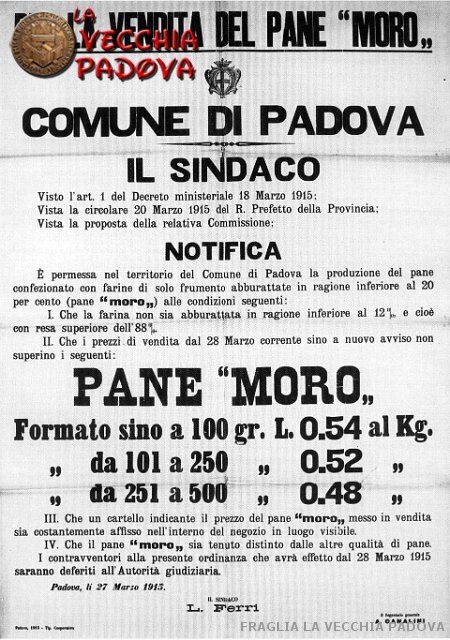 LA
VECCHIA
PADOVA
VENDITA DEL PANE "MORO„
COMUNE DI PADOVA
IL SINDACO
Visto l'art. 1 del Decreto ministeriale 18 Marzo 1915;
Vista la circolare 20 Marzo 1915 del R. Prefetto della Provincia;
Vista la proposta della relativa Commissione;
NOTIFICA
È permessa nel territorio del Comune di Padova la produzione del pane
confezionato con farine di solo frumento abburattate in ragione inferiore al 20
per cento (pane "moro„) alle condizioni seguenti:
I. Che la farina non sia abburattata in ragione inferiore al 12% e cioè
con resa superiore dell'88%.
II. Che i prezzi di vendita dal 28 Marzo corrente sino a nuovo avviso non
superino i seguenti:
PANE "MORO„
Formato sino a 100 gr. L. 0.54 al Kg.
„ da 101 a 250 „ 0.52 „
„ da 251 a 500 „ 0.48 „
III. Che un cartello indicante il prezzo del pane "moro„ messo in vendita
sia costantemente affisso nell'interno del negozio in luogo visibile.
IV. Che il pane "moro„ sia tenuto distinto dalle altre qualità di pane.
I contravventori alla presente ordinanza che avrà effetto dal 28 Marzo 1915
saranno deferiti all'Autorità giudiziaria.
Padova, li 27 Marzo 1915.
IL SINDACO
L. Ferri
Il Segretario generale
A. CANALINI
Padova, 1915 - Tip. Cooperativa
FRAGLIA LA VECCHIA PADOVA